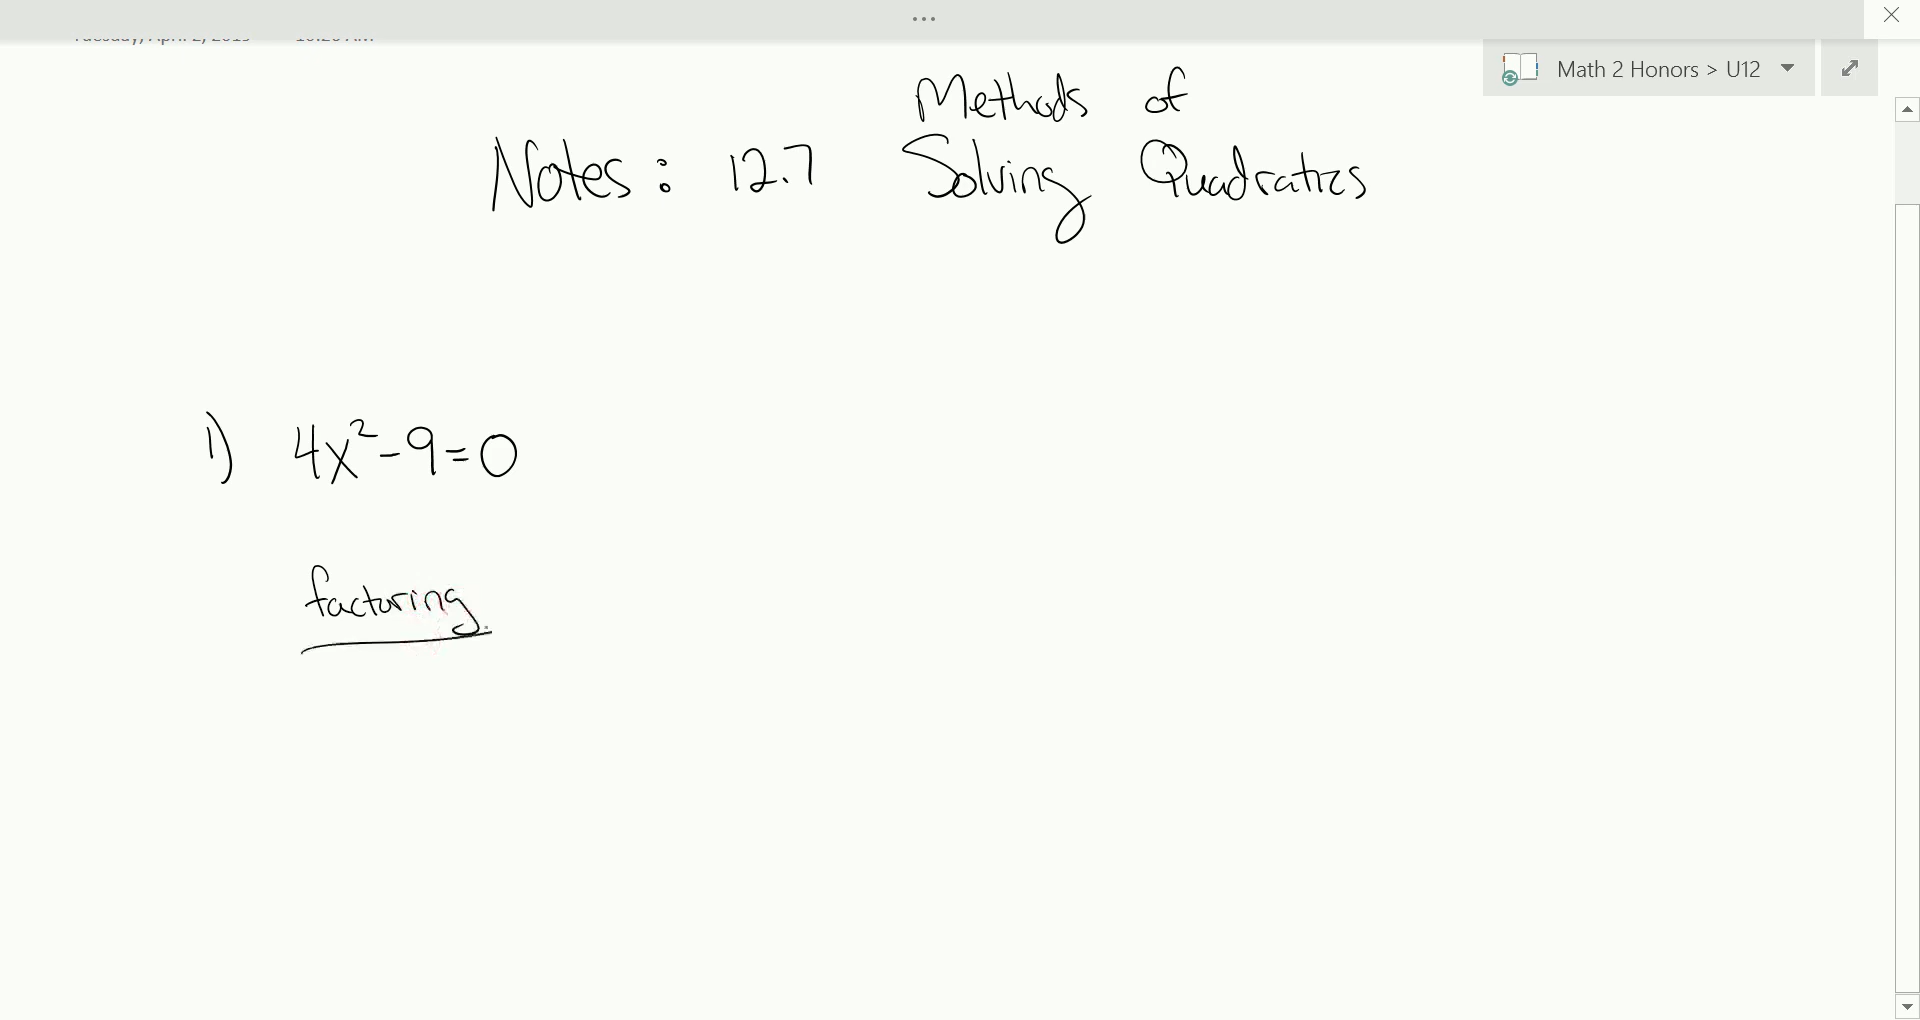 Math 2 Honors > U12
Methods of
Notes: 12.7 Solving Quadratics
1) 4x²-9=0
factoring